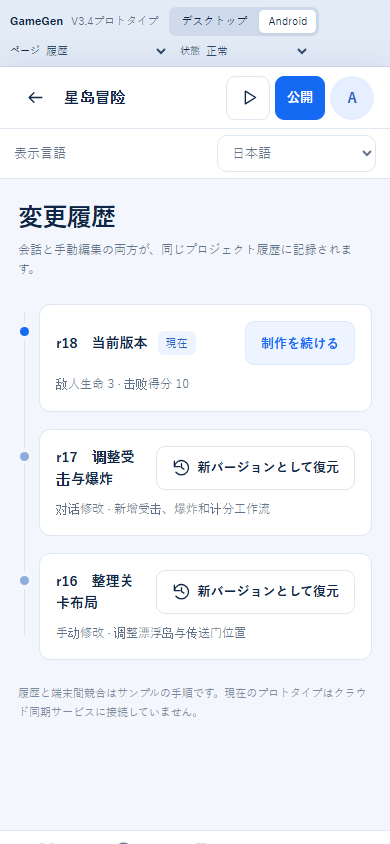 GameGen V3.4プロトタイプ デスクトップ Android
ページ 履歴 状態 正常
星岛冒险 公開 A
表示言語 日本語
変更履歴
会話と手動編集の両方が、同じプロジェクト履歴に記録されま
す。
r18 当前版本 現在 制作を続ける
敌人生命 3 · 击败得分 10
r17 调整受
击与爆炸
新バージョンとして復元
对话修改 · 新增受击、爆炸和计分工作流
r16 整理关
卡布局
新バージョンとして復元
手动修改 · 调整漂浮岛与传送门位置
履歴と端末間競合はサンプルの手順です。現在のプロトタイプはクラウ
ド同期サービスに接続していません。